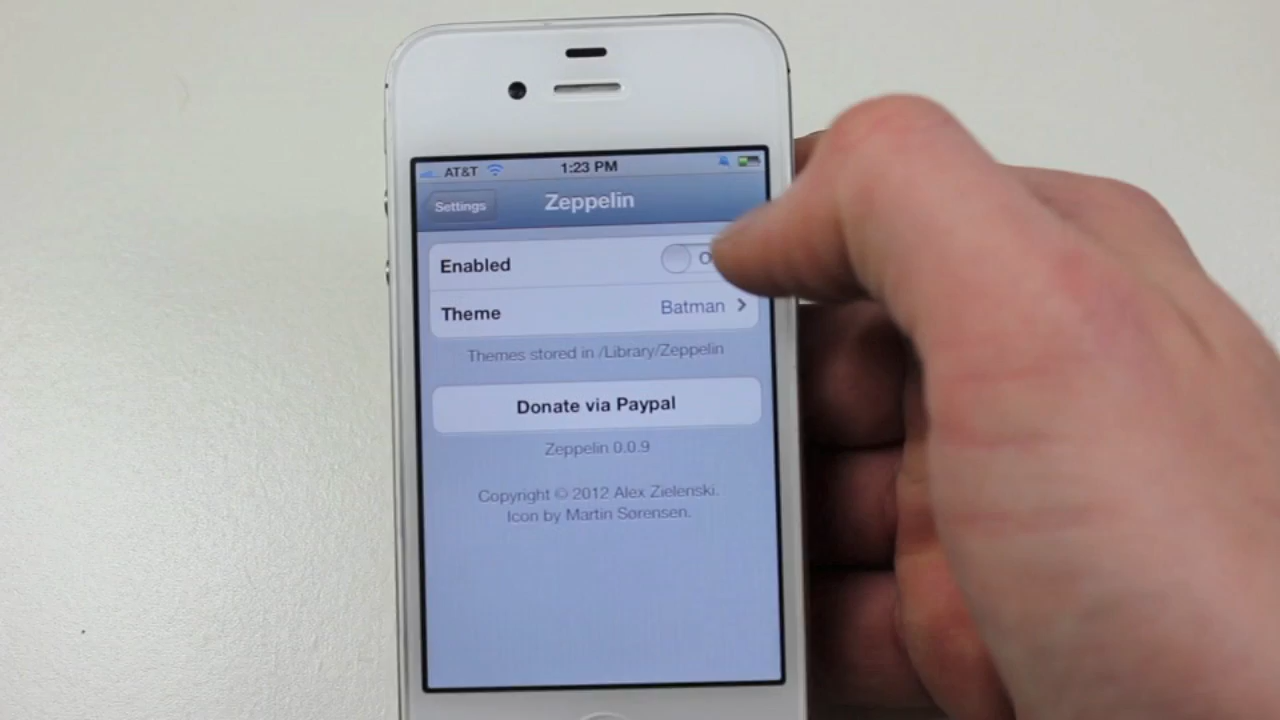 AT&T 1:23 PM
Settings Zeppelin
Enabled
Theme Batman
Themes stored in /Library/Zeppelin
Donate via Paypal
Zeppelin 0.0.9
Copyright © 2012 Alex Zielenski.
Icon by Martin Sørensen.